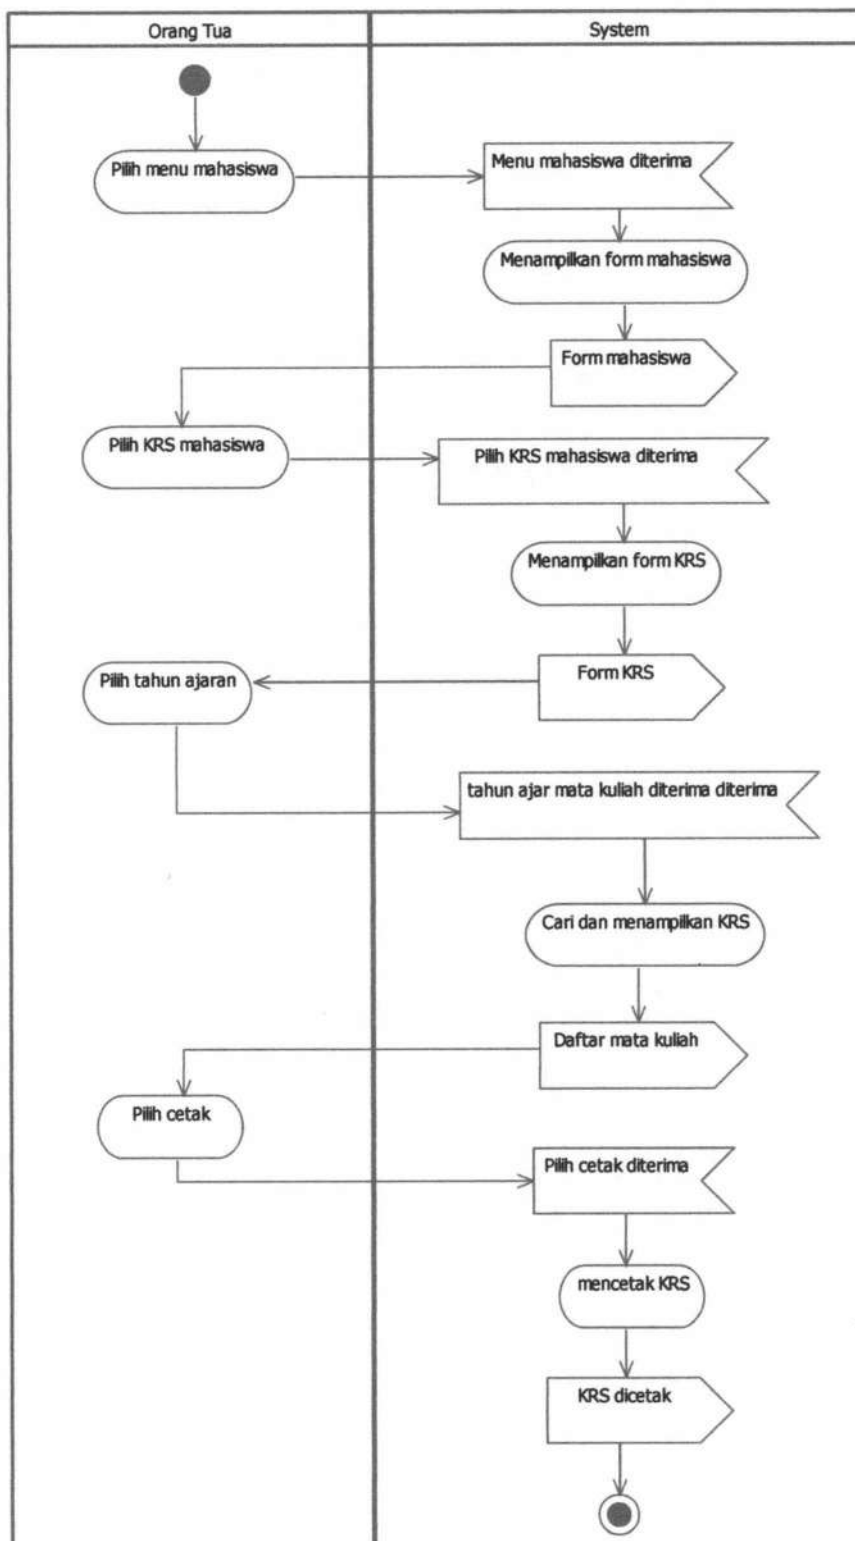 Orang Tua
System
Pilih menu mahasiswa
Menu mahasiswa diterima
Menampilkan form mahasiswa
Form mahasiswa
Pilih KRS mahasiswa
Pilih KRS mahasiswa diterima
Menampilkan form KRS
Pilih tahun ajaran
Form KRS
tahun ajar mata kuliah diterima diterima
Cari dan menampilkan KRS
Daftar mata kuliah
Pilih cetak
Pilih cetak diterima
mencetak KRS
KRS dicetak